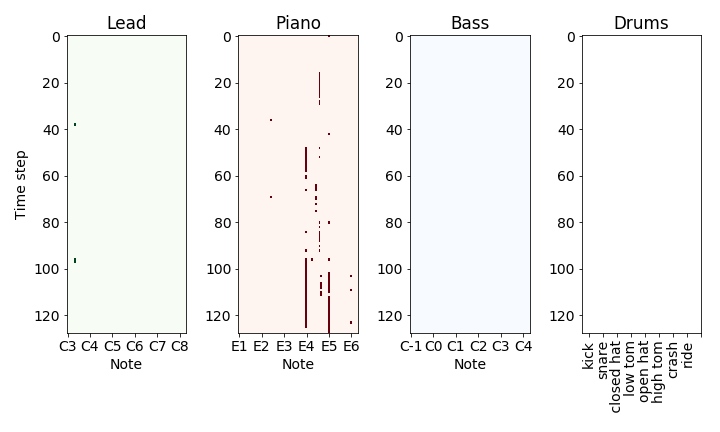 Lead Piano Bass Drums
0 0 0 0
20 20 20 20
40 40 40 40
60 60 60 60
80 80 80 80
100 100 100 100
120 120 120 120
Time step
C3 C4 C5 C6 C7 C8
Note
E1 E2 E3 E4 E5 E6
Note
C-1 C0 C1 C2 C3 C4
Note
kick
snare
closed hat
low tom
open hat
high tom
crash
ride